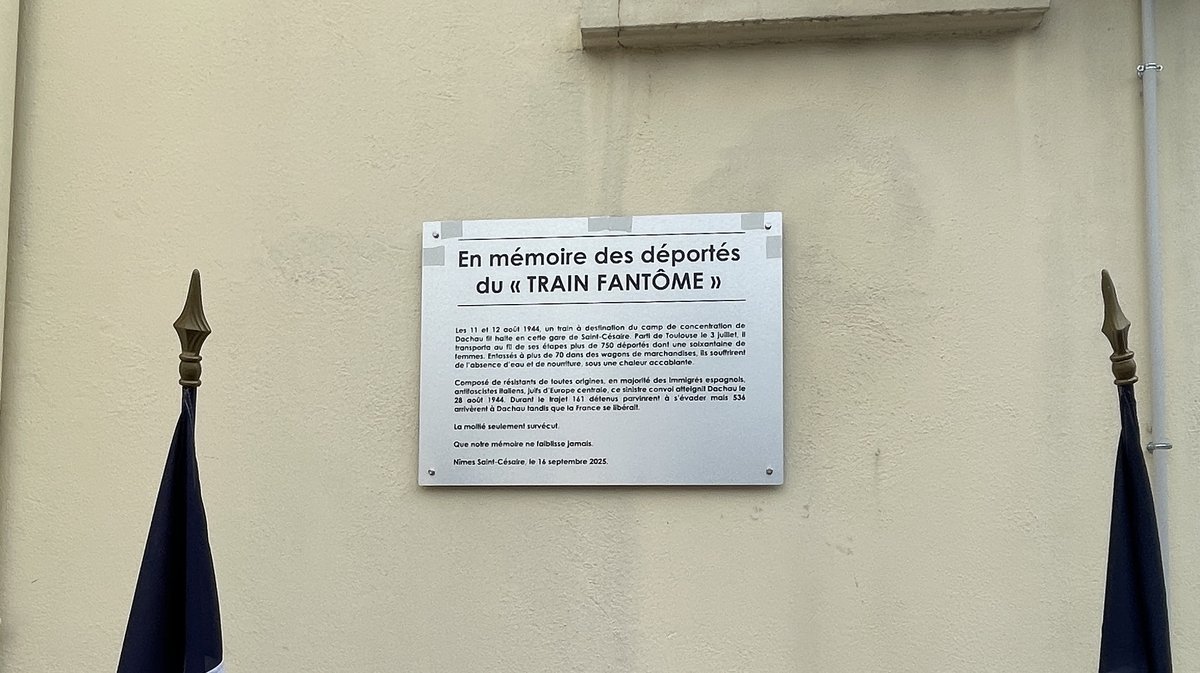 En mémoire des déportés
du « TRAIN FANTÔME »
Les 11 et 12 août 1944, un train à destination du camp de concentration de
Dachau fit halte en cette gare de Saint-Césaire. Parti de Toulouse le 3 juillet, il
transporta au fil de ses étapes plus de 750 déportés dont une soixantaine de
femmes. Entassés à plus de 70 dans des wagons de marchandises, ils souffrirent
de l'absence d'eau et de nourriture, sous une chaleur accablante.
Composé de résistants de toutes origines, en majorité des immigrés espagnols,
antifascistes italiens, juifs d'Europe centrale, ce sinistre convoi atteignit Dachau le
28 août 1944. Durant le trajet 161 détenus parvinrent à s'évader mais 536
arrivèrent à Dachau tandis que la France se libérait.
La moitié seulement survécut.
Que notre mémoire ne faiblisse jamais.
Nîmes Saint-Césaire, le 16 septembre 2025.